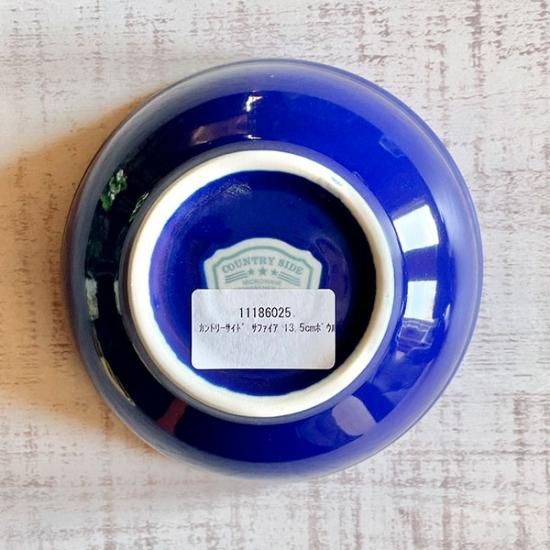 COUNTRY SIDE
MICROWAVE
11186025
ｶﾝﾄﾘｰｻｲﾄﾞ ｻﾌｧｲｱ 13.5cmﾎﾞｳﾙ